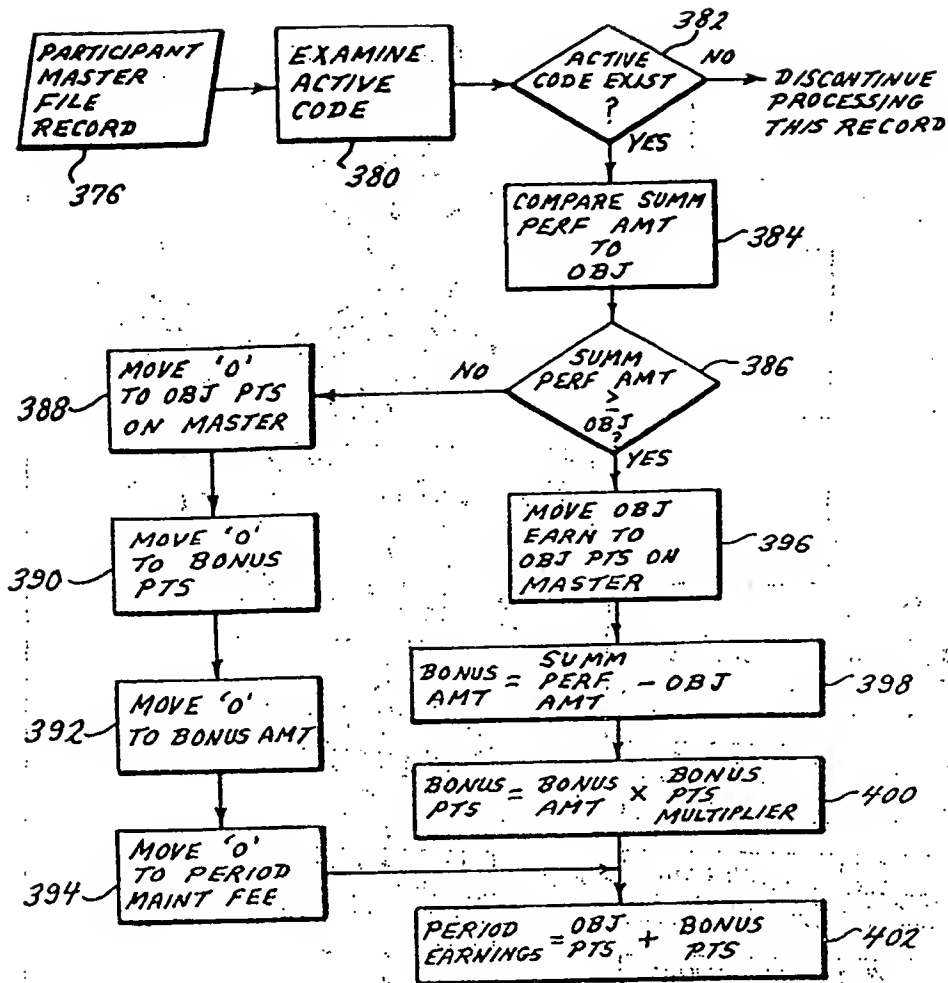 PARTICIPANT
MASTER
FILE
RECORD
376
EXAMINE
ACTIVE
CODE
380
ACTIVE
CODE EXIST
?
382
NO
DISCONTINUE
PROCESSING
THIS RECORD
YES
COMPARE SUMM
PERF AMT
TO
OBJ
384
SUMM
PERF AMT
≥
OBJ
?
386
NO
YES
MOVE '0'
TO OBJ PTS
ON MASTER
388
MOVE '0'
TO BONUS
PTS
390
MOVE '0'
TO BONUS AMT
392
MOVE '0'
TO PERIOD
MAINT FEE
394
MOVE OBJ
EARN TO
OBJ PTS ON
MASTER
396
BONUS AMT = SUMM PERF AMT - OBJ
398
BONUS PTS = BONUS AMT X BONUS PTS MULTIPLIER
400
PERIOD EARNINGS = OBJ PTS + BONUS PTS
402